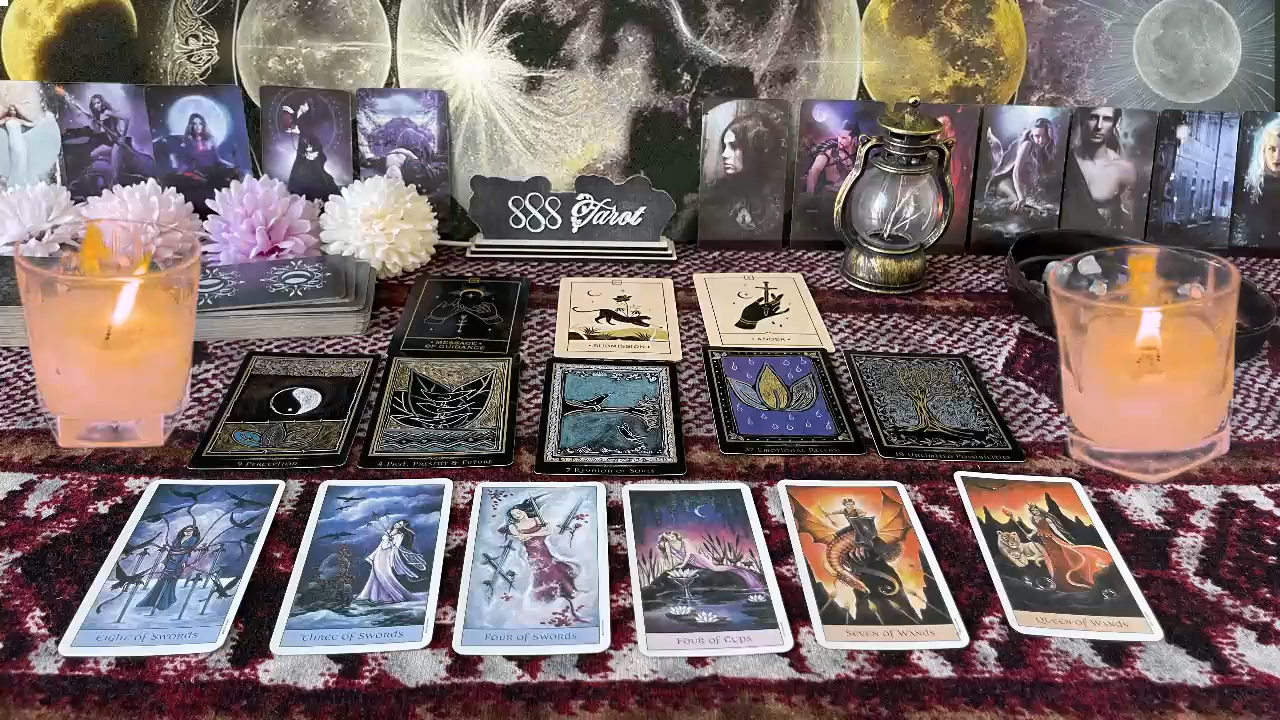 888 Tarot
• MESSAGE
OF GUIDANCE •
• SUBMISSION •
• ANGER •
9 PERCEPTION
4 PAST, PRESENT & FUTURE
7 REUNION OF SOULS
37 EMOTIONAL RELEASE
18 UNLIMITED POSSIBILITIES
EIGHT OF SWORDS
THREE OF SWORDS
FOUR OF SWORDS
FOUR OF CUPS
SEVEN OF WANDS
QUEEN OF WANDS